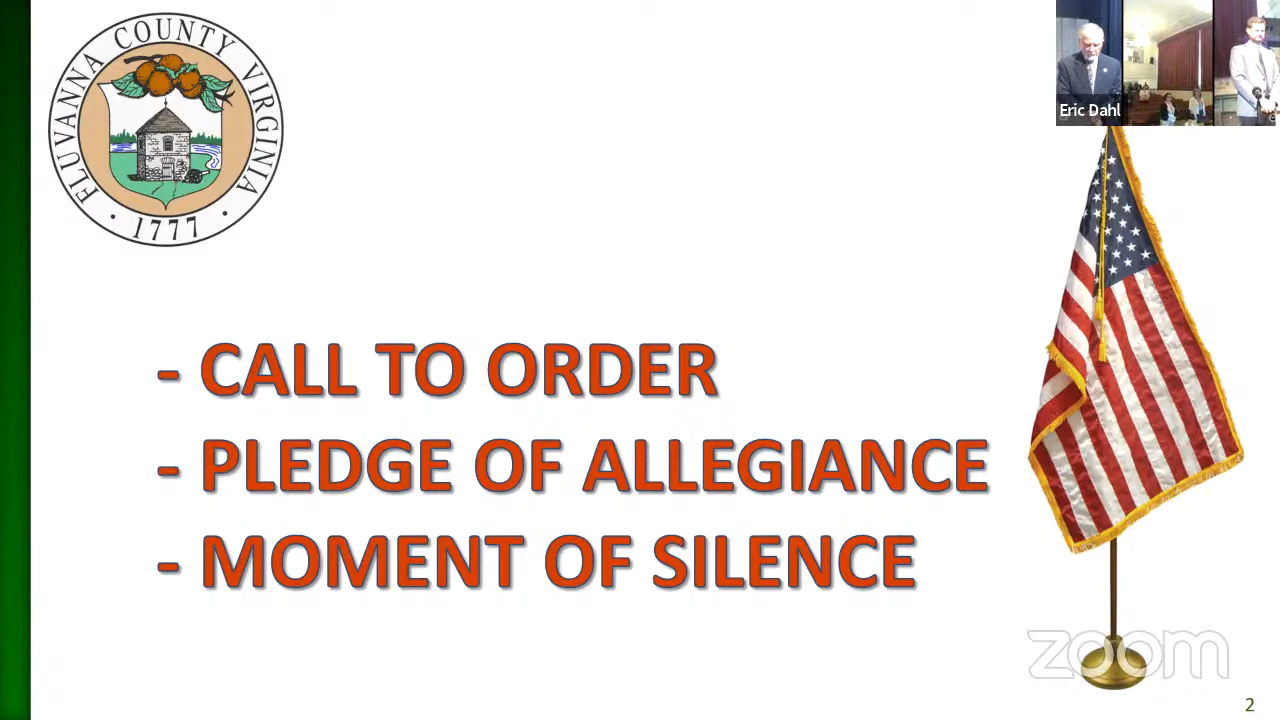 FLUVANNA COUNTY VIRGINIA
· 1777 ·
Eric Dahl
- CALL TO ORDER
- PLEDGE OF ALLEGIANCE
- MOMENT OF SILENCE
zoom
2